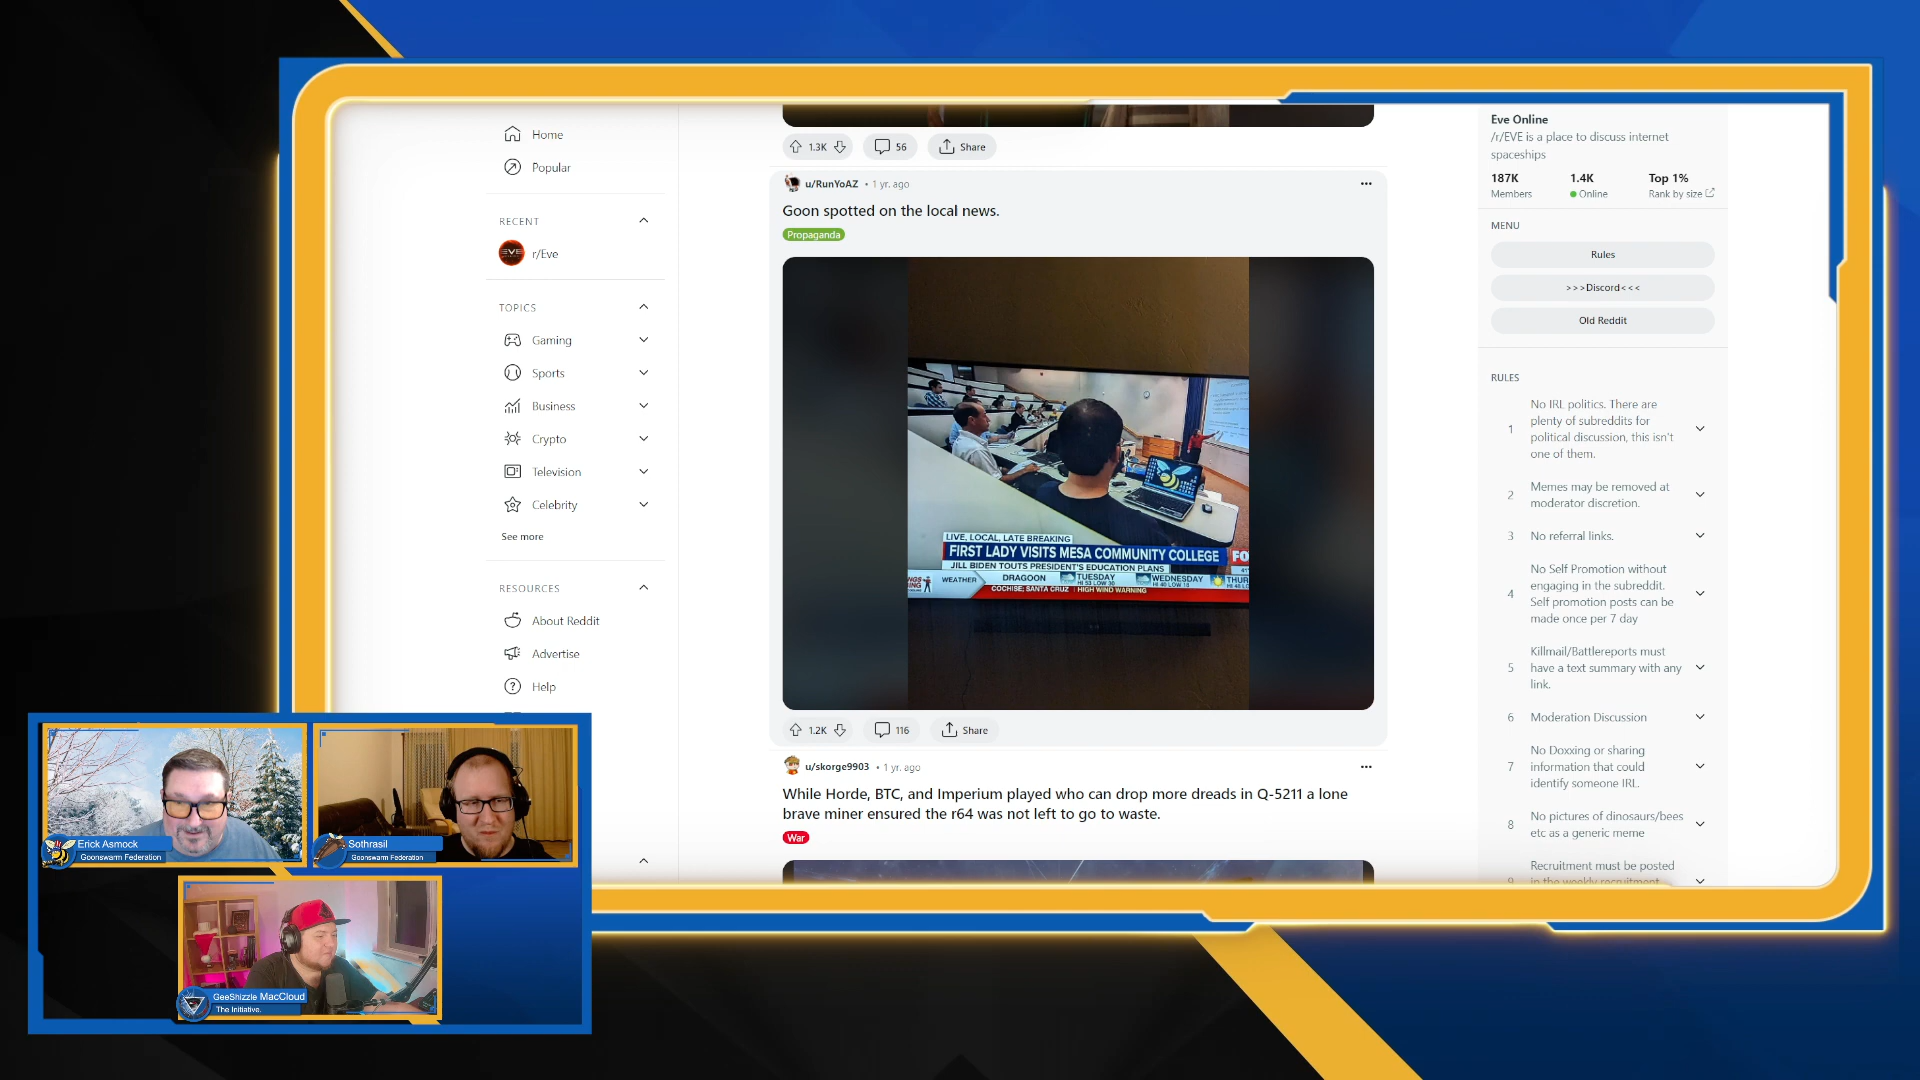 Home
Popular
RECENT
r/Eve
TOPICS
Gaming
Sports
Business
Crypto
Television
Celebrity
See more
RESOURCES
About Reddit
Advertise
Help
1.3K
56
Share
u/RunYoAZ • 1 yr. ago
Goon spotted on the local news.
Propaganda
LIVE, LOCAL, LATE BREAKING
FIRST LADY VISITS MESA COMMUNITY COLLEGE
JILL BIDEN TOUTS PRESIDENT'S EDUCATION PLANS
WEATHER
DRAGOON
TUESDAY
WEDNESDAY
THUR
COCHISE; SANTA CRUZ
HIGH WIND WARNING
1.2K
116
Share
u/skorge9903 • 1 yr. ago
While Horde, BTC, and Imperium played who can drop more dreads in Q-5211 a lone
brave miner ensured the r64 was not left to go to waste.
War
Eve Online
/r/EVE is a place to discuss internet
spaceships
187K 1.4K Top 1%
Members Online Rank by size
MENU
Rules
>>>Discord<<<
Old Reddit
RULES
1
No IRL politics. There are
plenty of subreddits for
political discussion, this isn't
one of them.
2
Memes may be removed at
moderator discretion.
3 No referral links.
4
No Self Promotion without
engaging in the subreddit.
Self promotion posts can be
made once per 7 day
5
Killmail/Battlereports must
have a text summary with any
link.
6 Moderation Discussion
7
No Doxxing or sharing
information that could
identify someone IRL.
8
No pictures of dinosaurs/bees
etc as a generic meme
9
Recruitment must be posted
in the weekly recruitment
Erick Asmock
Goonswarm Federation
Sothrasil
Goonswarm Federation
GeeShizzle MacCloud
The Initiative.